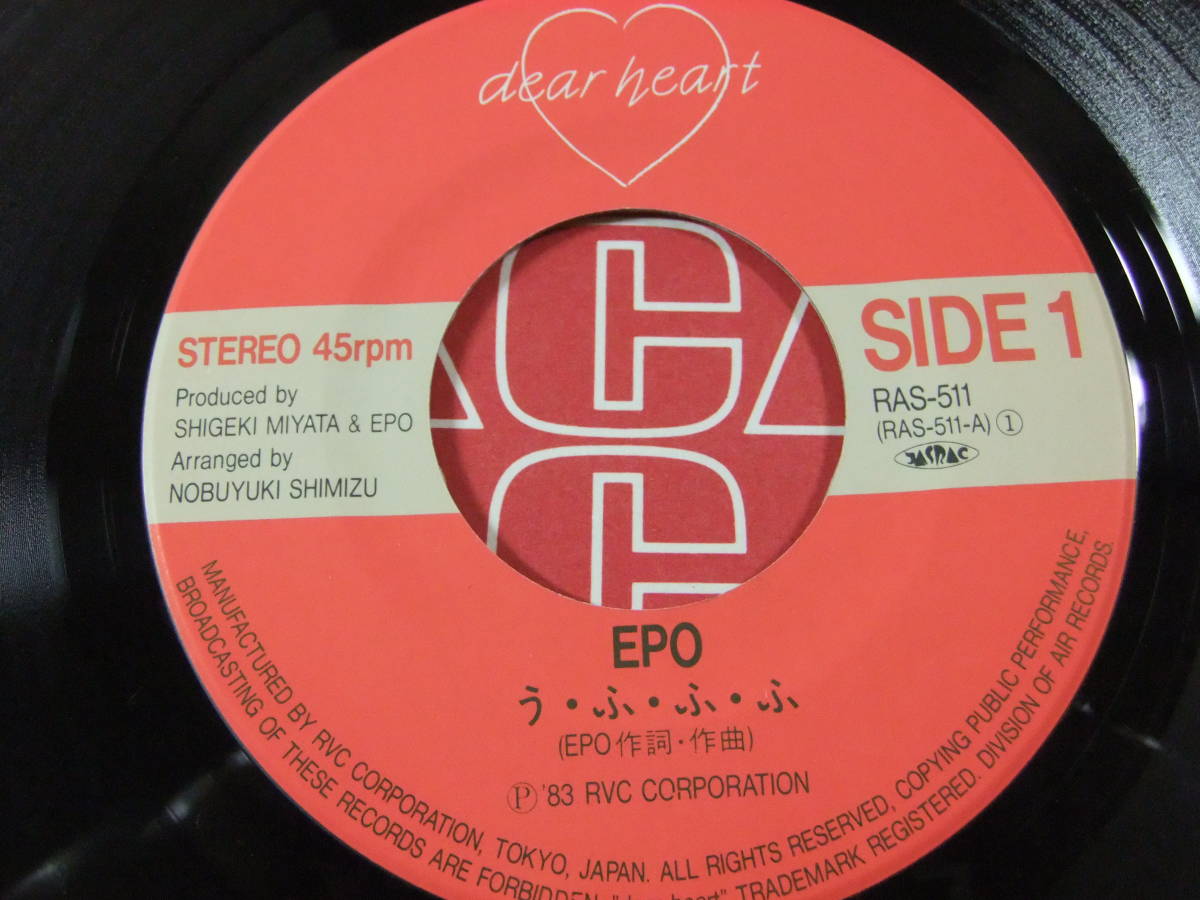 dear heart
STEREO 45rpm
Produced by
SHIGEKI MIYATA & EPO
Arranged by
NOBUYUKI SHIMIZU
SIDE 1
RAS-511
(RAS-511-A) ①
JASRAC
EPO
う・ふ・ふ・ふ
(EPO作詞・作曲)
Ⓟ '83 RVC CORPORATION
MANUFACTURED BY RVC CORPORATION, TOKYO, JAPAN. ALL RIGHTS RESERVED, COPYING PUBLIC PERFORMANCE,
BROADCASTING OF THESE RECORDS ARE FORBIDDEN. "dear heart" TRADEMARK REGISTERED. DIVISION OF AIR RECORDS.